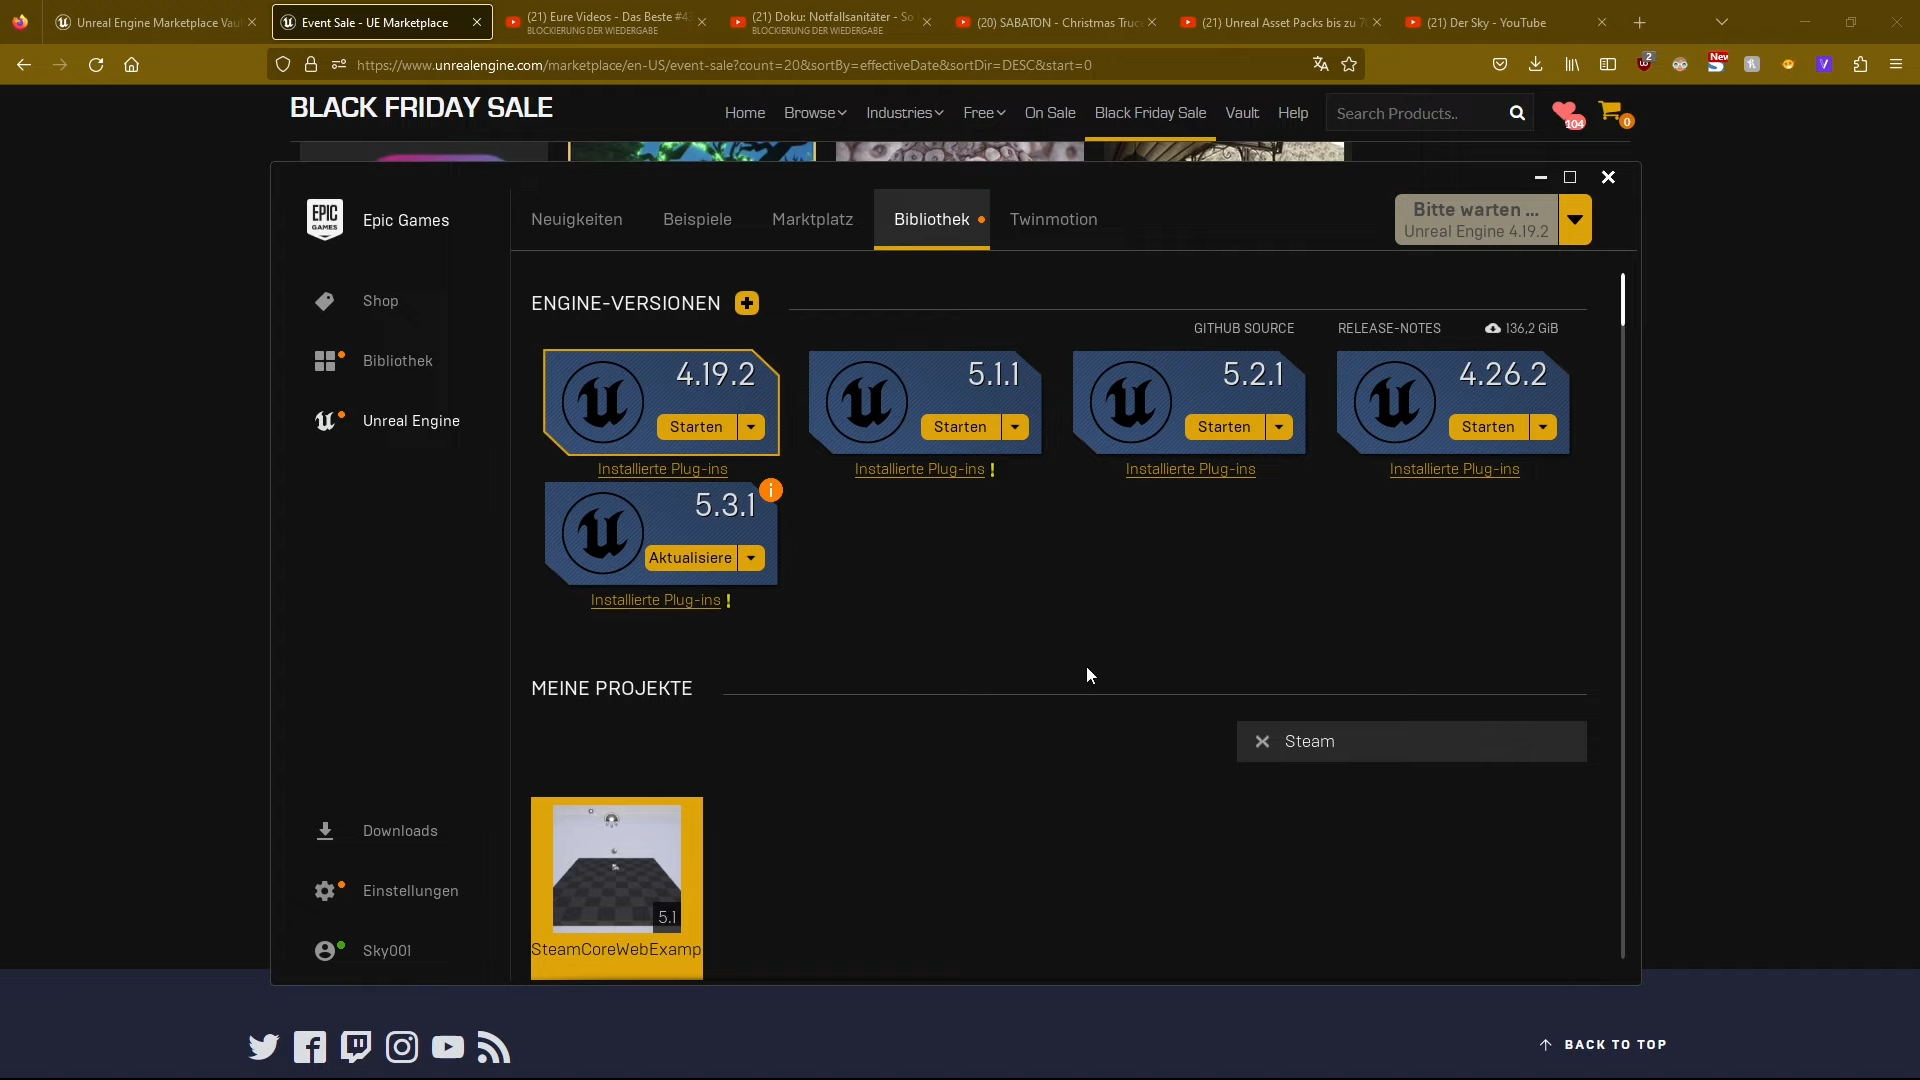 Unreal Engine Marketplace Vau
Event Sale - UE Marketplace
(21) Eure Videos - Das Beste #43
BLOCKIERUNG DER WIEDERGABE
(21) Doku: Notfallsanitäter - So
BLOCKIERUNG DER WIEDERGABE
(20) SABATON - Christmas Truc
(21) Unreal Asset Packs bis zu 7
(21) Der Sky - YouTube
https://www.unrealengine.com/marketplace/en-US/event-sale?count=20&sortBy=effectiveDate&sortDir=DESC&start=0
2
New
BLACK FRIDAY SALE
Home
Browse
Industries
Free
On Sale
Black Friday Sale
Vault
Help
Search Products..
104
0
EPIC
GAMES
Epic Games
Neuigkeiten
Beispiele
Marktplatz
Bibliothek
Twinmotion
Bitte warten ...
Unreal Engine 4.19.2
Shop
Bibliothek
Unreal Engine
Downloads
Einstellungen
Sky001
ENGINE-VERSIONEN
GITHUB SOURCE
RELEASE-NOTES
136,2 GiB
4.19.2
Starten
Installierte Plug-ins
5.1.1
Starten
Installierte Plug-ins !
5.2.1
Starten
Installierte Plug-ins
4.26.2
Starten
Installierte Plug-ins
5.3.1
i
Aktualisiere
Installierte Plug-ins !
MEINE PROJEKTE
Steam
5.1
SteamCoreWebExamp
BACK TO TOP